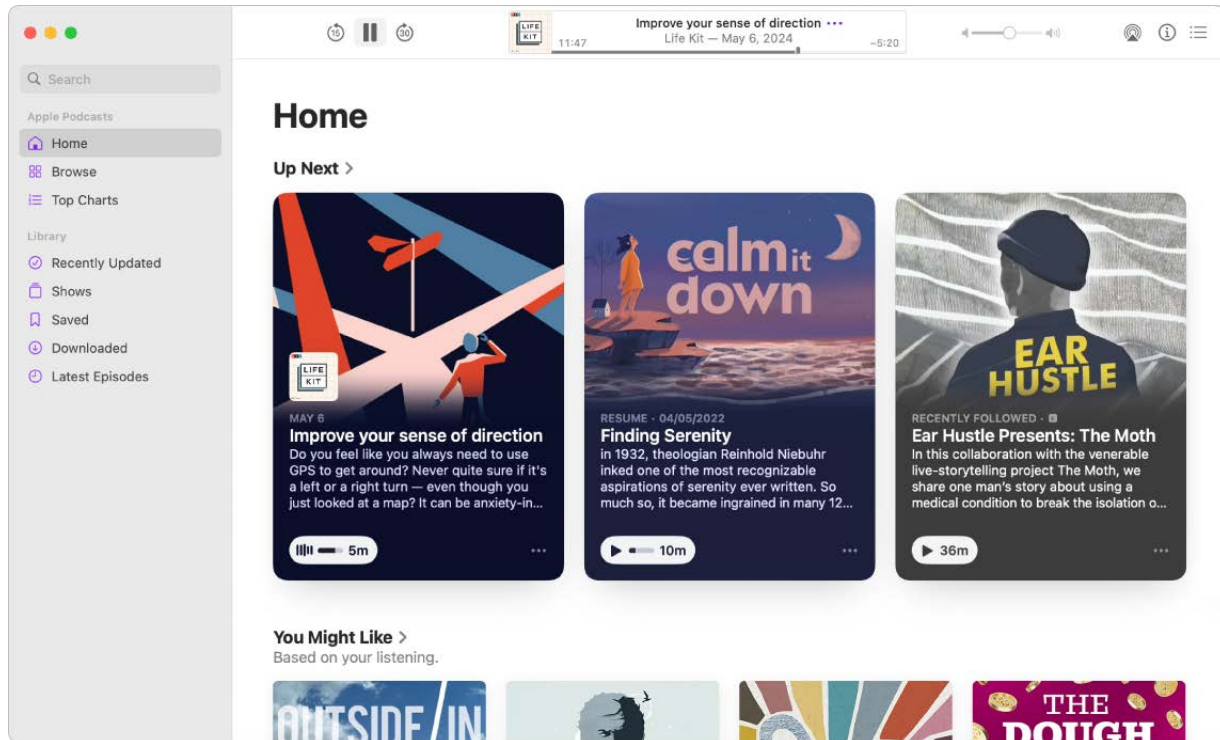 15
30
LIFE
KIT
Improve your sense of direction •••
11:47
Life Kit — May 6, 2024
−5:20
Search
Apple Podcasts
Home
Browse
Top Charts
Library
Recently Updated
Shows
Saved
Downloaded
Latest Episodes
Home
Up Next >
LIFE
KIT
MAY 6
Improve your sense of direction
Do you feel like you always need to use
GPS to get around? Never quite sure if it's
a left or a right turn — even though you
just looked at a map? It can be anxiety-in...
5m
calm it
down
RESUME · 04/05/2022
Finding Serenity
in 1932, theologian Reinhold Niebuhr
inked one of the most recognizable
aspirations of serenity ever written. So
much so, it became ingrained in many 12...
10m
EAR
HUSTLE
RECENTLY FOLLOWED · E
Ear Hustle Presents: The Moth
In this collaboration with the venerable
live-storytelling project The Moth, we
share one man's story about using a
medical condition to break the isolation o...
36m
You Might Like >
Based on your listening.
OUTSIDE/IN
THE
DOUGH